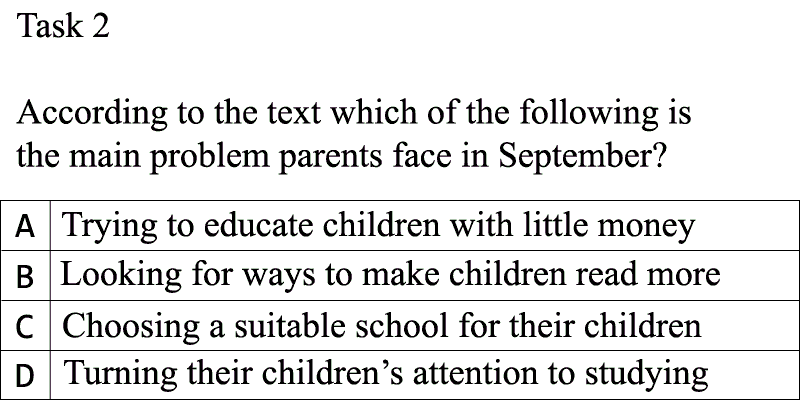 Task 2
According to the text which of the following is
the main problem parents face in September?
A Trying to educate children with little money
B Looking for ways to make children read more
C Choosing a suitable school for their children
D Turning their children’s attention to studying